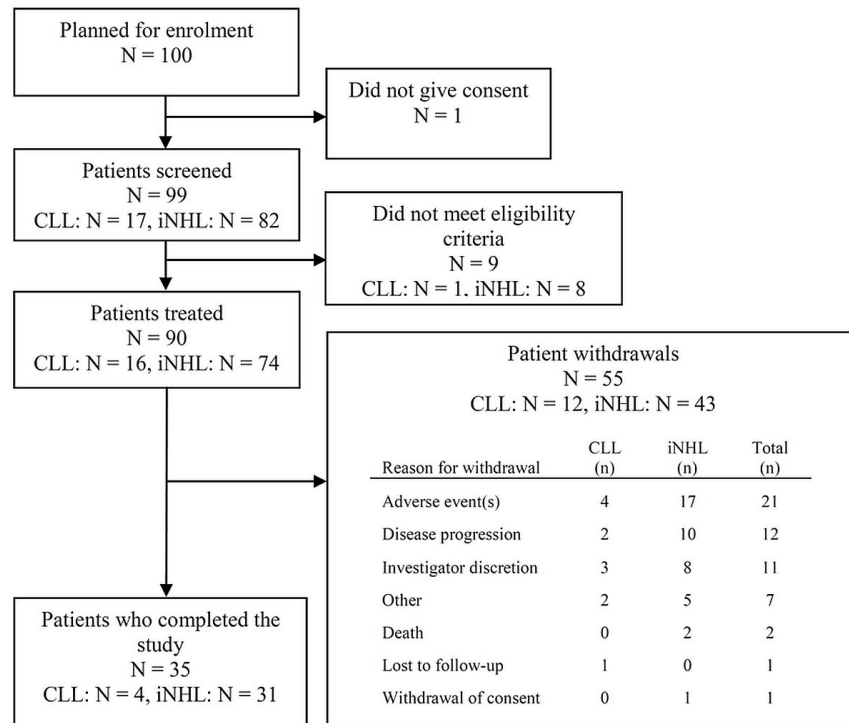 Planned for enrolment
N = 100
Did not give consent
N = 1
Patients screened
N = 99
CLL: N = 17, iNHL: N = 82
Did not meet eligibility
criteria
N = 9
CLL: N = 1, iNHL: N = 8
Patients treated
N = 90
CLL: N = 16, iNHL: N = 74
Patient withdrawals
N = 55
CLL: N = 12, iNHL: N = 43
CLL iNHL Total
Reason for withdrawal (n) (n) (n)
Adverse event(s) 4 17 21
Disease progression 2 10 12
Investigator discretion 3 8 11
Other 2 5 7
Death 0 2 2
Lost to follow-up 1 0 1
Withdrawal of consent 0 1 1
Patients who completed the
study
N = 35
CLL: N = 4, iNHL: N = 31